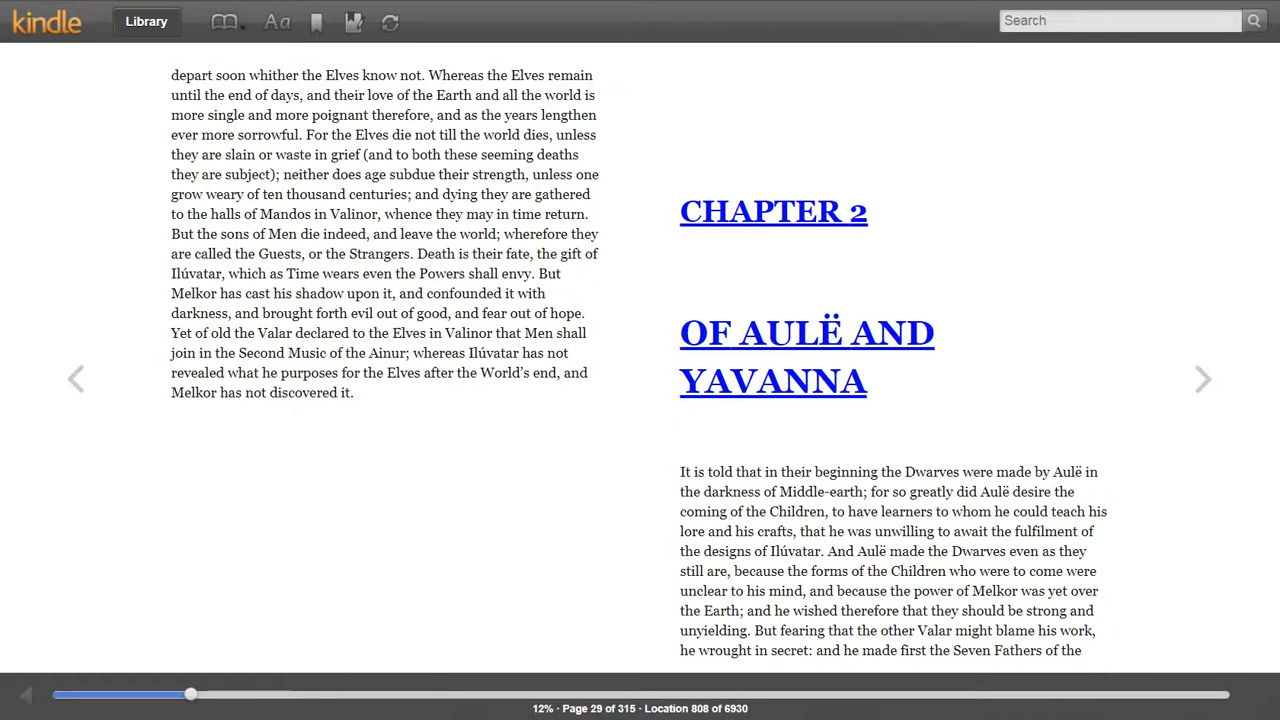 kindle
Library
Aa
Search
depart soon whither the Elves know not. Whereas the Elves remain
until the end of days, and their love of the Earth and all the world is
more single and more poignant therefore, and as the years lengthen
ever more sorrowful. For the Elves die not till the world dies, unless
they are slain or waste in grief (and to both these seeming deaths
they are subject); neither does age subdue their strength, unless one
grow weary of ten thousand centuries; and dying they are gathered
to the halls of Mandos in Valinor, whence they may in time return.
But the sons of Men die indeed, and leave the world; wherefore they
are called the Guests, or the Strangers. Death is their fate, the gift of
Ilúvatar, which as Time wears even the Powers shall envy. But
Melkor has cast his shadow upon it, and confounded it with
darkness, and brought forth evil out of good, and fear out of hope.
Yet of old the Valar declared to the Elves in Valinor that Men shall
join in the Second Music of the Ainur; whereas Ilúvatar has not
revealed what he purposes for the Elves after the World’s end, and
Melkor has not discovered it.
CHAPTER 2
OF AULË AND
YAVANNA
It is told that in their beginning the Dwarves were made by Aulë in
the darkness of Middle-earth; for so greatly did Aulë desire the
coming of the Children, to have learners to whom he could teach his
lore and his crafts, that he was unwilling to await the fulfilment of
the designs of Ilúvatar. And Aulë made the Dwarves even as they
still are, because the forms of the Children who were to come were
unclear to his mind, and because the power of Melkor was yet over
the Earth; and he wished therefore that they should be strong and
unyielding. But fearing that the other Valar might blame his work,
he wrought in secret: and he made first the Seven Fathers of the
12% · Page 29 of 315 · Location 808 of 6930